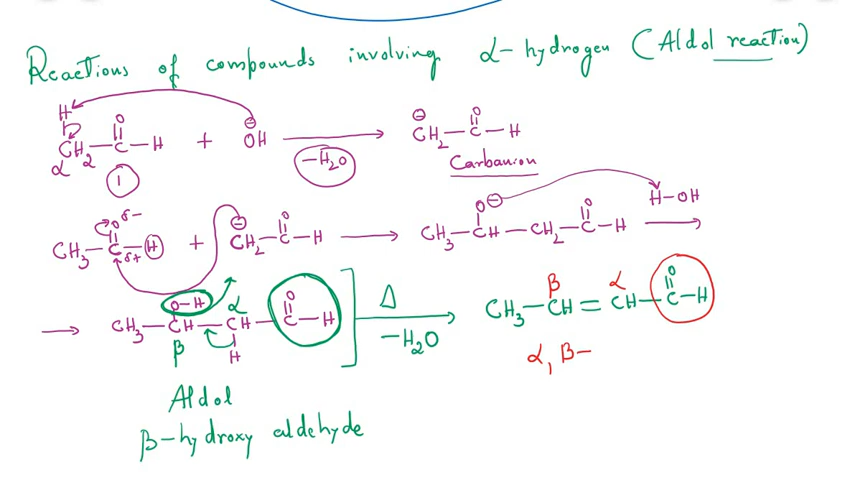 Reactions of compounds involving α-hydrogen (Aldol reaction)
H
O
CH2-C-H + ⊖OH -H2O ⊖CH2-C-H
α 1 Carbanion
Oδ- O O⊖ O H-OH
CH3-C-H + ⊖CH2-C-H CH3-CH-CH2-C-H
δ+
O-H α O Δ β α O
CH3-CH-CH-C-H -H2O CH3-CH=CH-C-H
β H α, β-
Aldol
β-hydroxy aldehyde